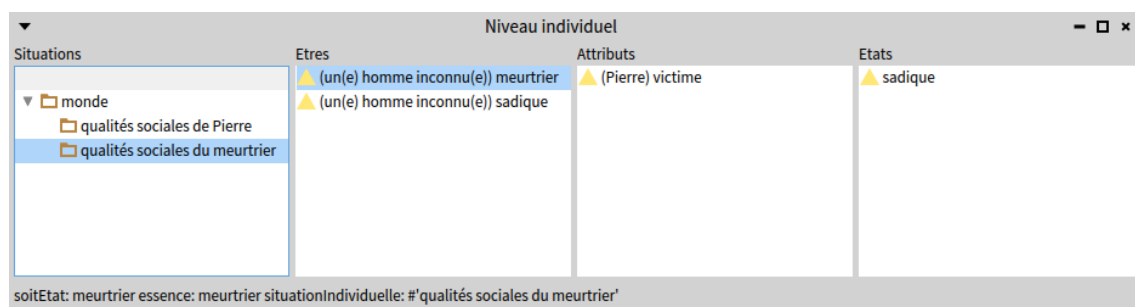 Niveau individuel
Situations Etres Attributs Etats
(un(e) homme inconnu(e)) meurtrier (Pierre) victime sadique
monde (un(e) homme inconnu(e)) sadique
qualités sociales de Pierre
qualités sociales du meurtrier
soitEtat: meurtrier essence: meurtrier situationIndividuelle: #'qualités sociales du meurtrier'